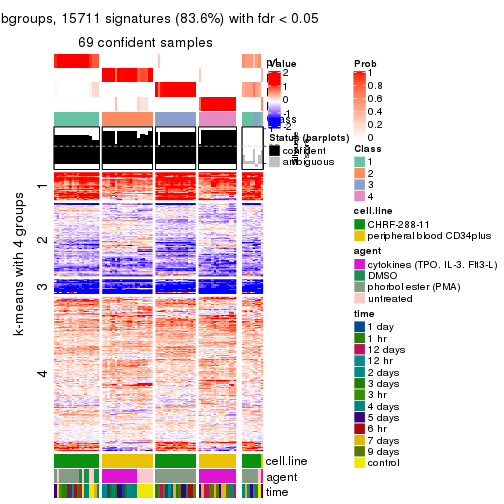 bgroups, 15711 signatures (83.6%) with fdr < 0.05
69 confident samples
k-means with 4 groups
1
2
3
4
Value
2
1
0
-1
-2
Status (barplots)
confident
ambiguous
Prob
1
0.8
0.6
0.4
0.2
0
Class
1
2
3
4
cell.line
CHRF-288-11
peripheral blood CD34plus
agent
cytokines (TPO, IL-3, Flt3-L)
DMSO
phorbol ester (PMA)
untreated
time
1 day
1 hr
12 days
12 hr
2 days
3 days
3 hr
4 days
5 days
6 hr
7 days
9 days
control
cell.line
agent
time